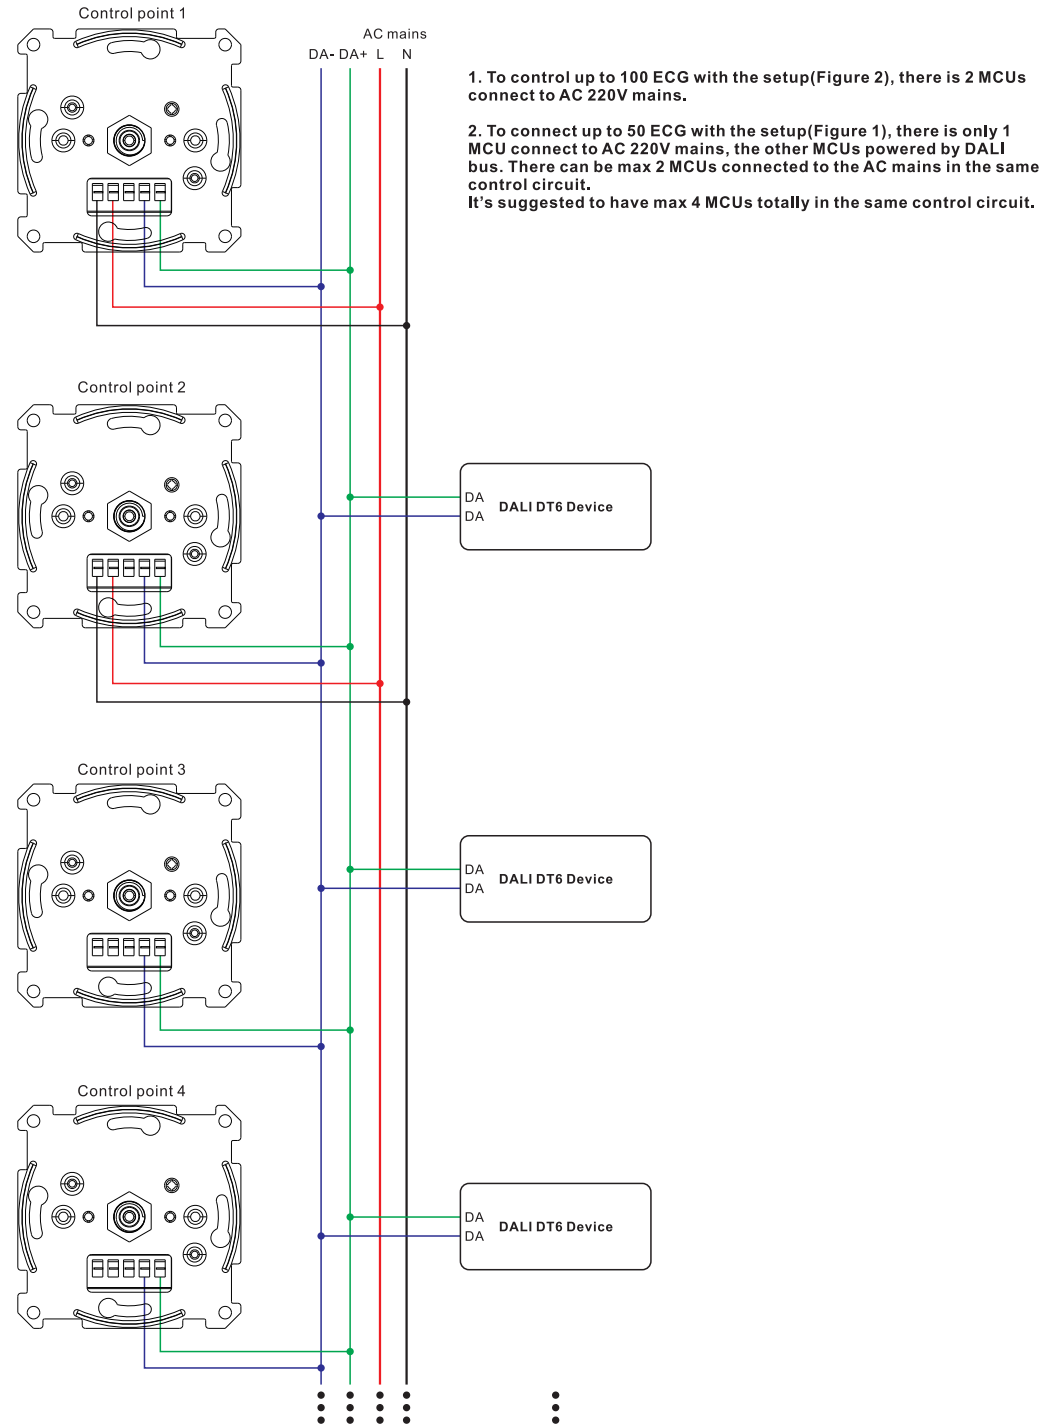 Control point 1
AC mains
DA- DA+ L N
1. To control up to 100 ECG with the setup(Figure 2), there is 2 MCUs
connect to AC 220V mains.
2. To connect up to 50 ECG with the setup(Figure 1), there is only 1
MCU connect to AC 220V mains, the other MCUs powered by DALI
bus. There can be max 2 MCUs connected to the AC mains in the same
control circuit.
It's suggested to have max 4 MCUs totally in the same control circuit.
Control point 2
DA
DA
DALI DT6 Device
Control point 3
DA
DA
DALI DT6 Device
Control point 4
DA
DA
DALI DT6 Device